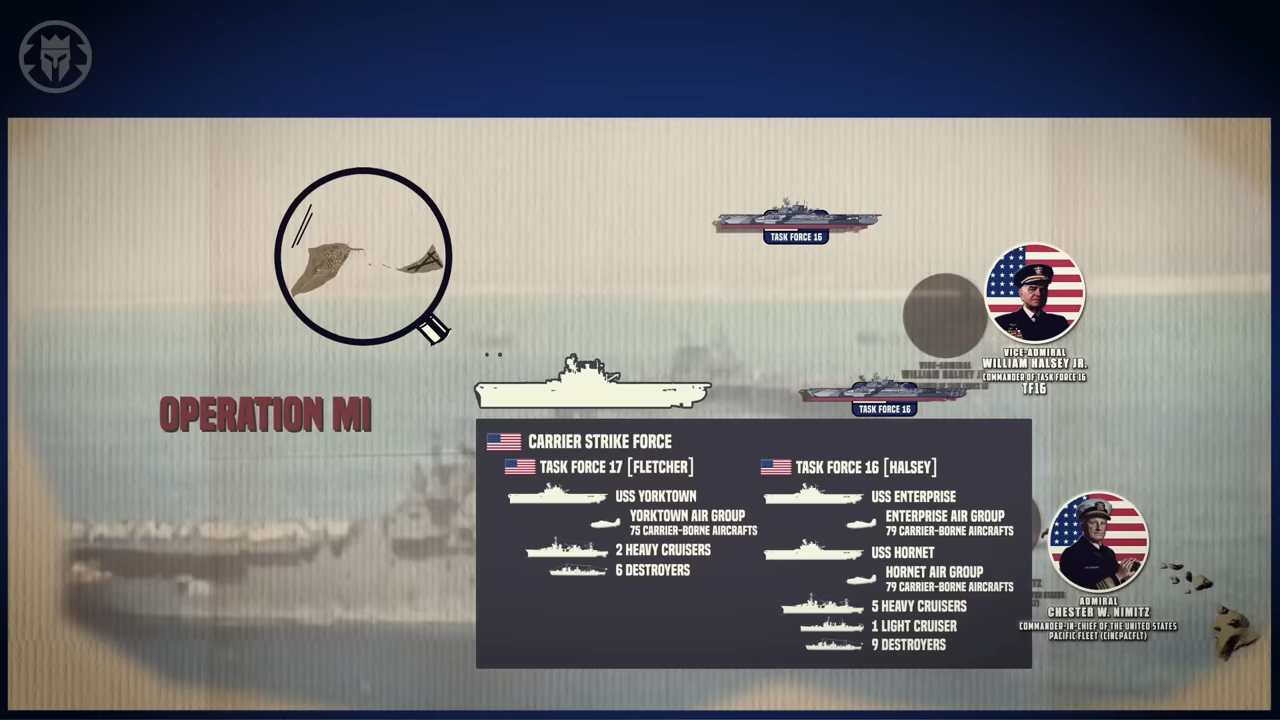 TASK FORCE 16
VICE-ADMIRAL
WILLIAM HALSEY JR.
COMMANDER OF TASK FORCE 16
TF16
VICE-ADMIRAL
WILLIAM HALSEY
TASK FORCE 16
OPERATION MI
CARRIER STRIKE FORCE
TASK FORCE 17 [FLETCHER]
USS YORKTOWN
YORKTOWN AIR GROUP
75 CARRIER-BORNE AIRCRAFTS
2 HEAVY CRUISERS
6 DESTROYERS
TASK FORCE 16 [HALSEY]
USS ENTERPRISE
ENTERPRISE AIR GROUP
79 CARRIER-BORNE AIRCRAFTS
USS HORNET
HORNET AIR GROUP
79 CARRIER-BORNE AIRCRAFTS
5 HEAVY CRUISERS
1 LIGHT CRUISER
9 DESTROYERS
ADMIRAL
CHESTER W. NIMITZ
COMMANDER-IN-CHIEF OF THE UNITED STATES
PACIFIC FLEET (CINCPACFLT)